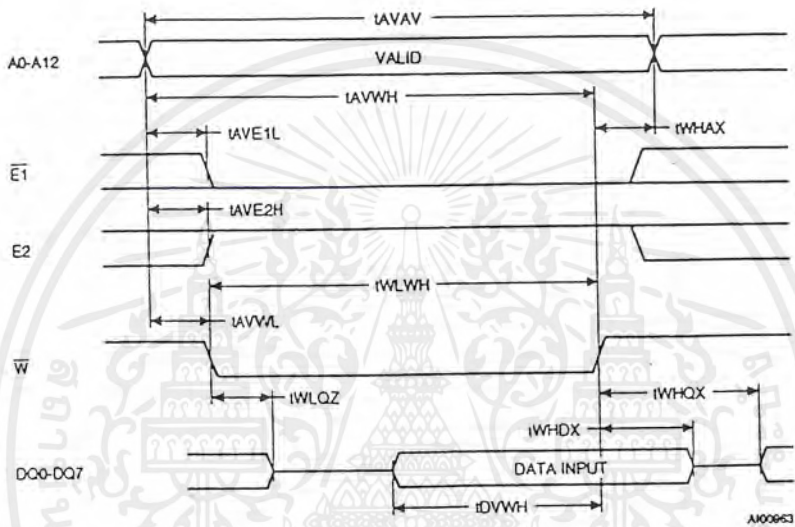 tAVAV
A0-A12
VALID
tAVWH
tAVE1L
tWHAX
E1
tAVE2H
E2
tWLWH
tAVWL
W
tWLQZ
tWHQX
tWHDX
DQ0-DQ7
DATA INPUT
tDVWH
AI00963